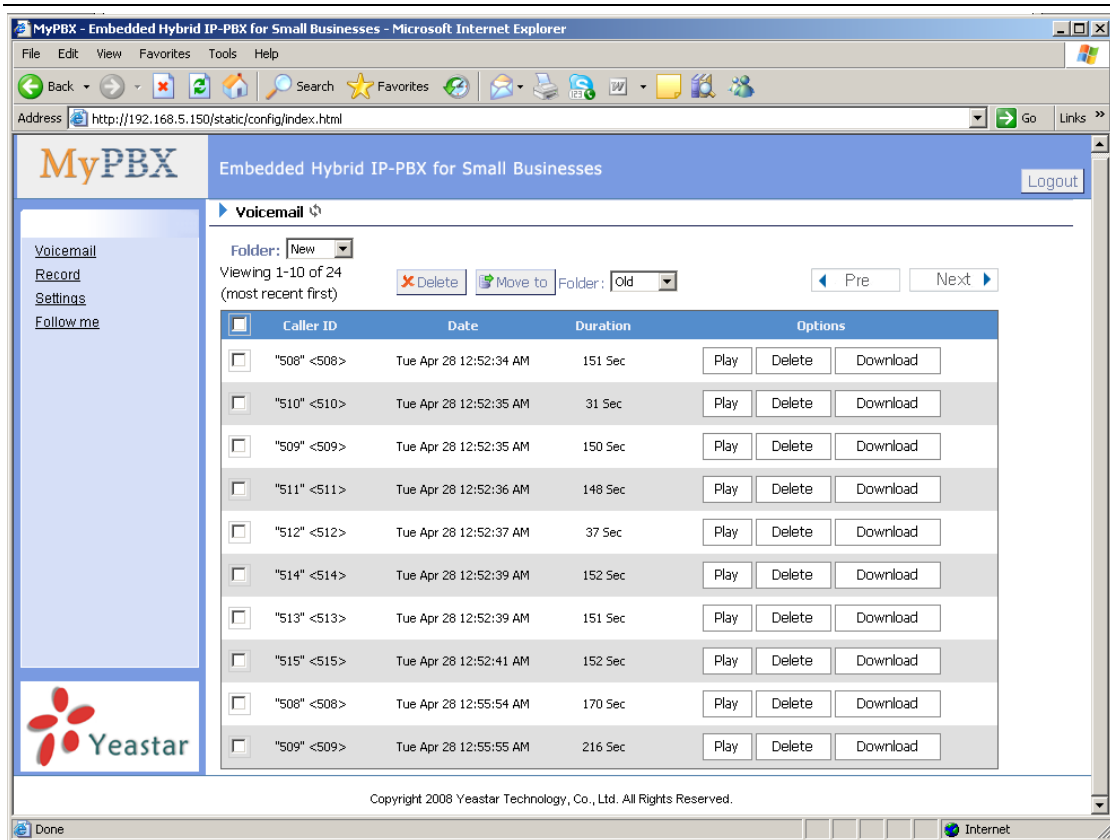 MyPBX - Embedded Hybrid IP-PBX for Small Businesses - Microsoft Internet Explorer
File Edit View Favorites Tools Help
Back Search Favorites
Address http://192.168.5.150/static/config/index.html Go Links »
MyPBX Embedded Hybrid IP-PBX for Small Businesses
Logout
Voicemail
Voicemail
Record
Settings
Follow me
Folder: New
Viewing 1-10 of 24
(most recent first)
Delete Move to Folder: Old Pre Next
Caller ID Date Duration Options
"508" <508> Tue Apr 28 12:52:34 AM 151 Sec Play Delete Download
"510" <510> Tue Apr 28 12:52:35 AM 31 Sec Play Delete Download
"509" <509> Tue Apr 28 12:52:35 AM 150 Sec Play Delete Download
"511" <511> Tue Apr 28 12:52:36 AM 148 Sec Play Delete Download
"512" <512> Tue Apr 28 12:52:37 AM 37 Sec Play Delete Download
"514" <514> Tue Apr 28 12:52:39 AM 152 Sec Play Delete Download
"513" <513> Tue Apr 28 12:52:39 AM 151 Sec Play Delete Download
"515" <515> Tue Apr 28 12:52:41 AM 152 Sec Play Delete Download
"508" <508> Tue Apr 28 12:55:54 AM 170 Sec Play Delete Download
"509" <509> Tue Apr 28 12:55:55 AM 216 Sec Play Delete Download
Yeastar
Copyright 2008 Yeastar Technology, Co., Ltd. All Rights Reserved.
Done Internet